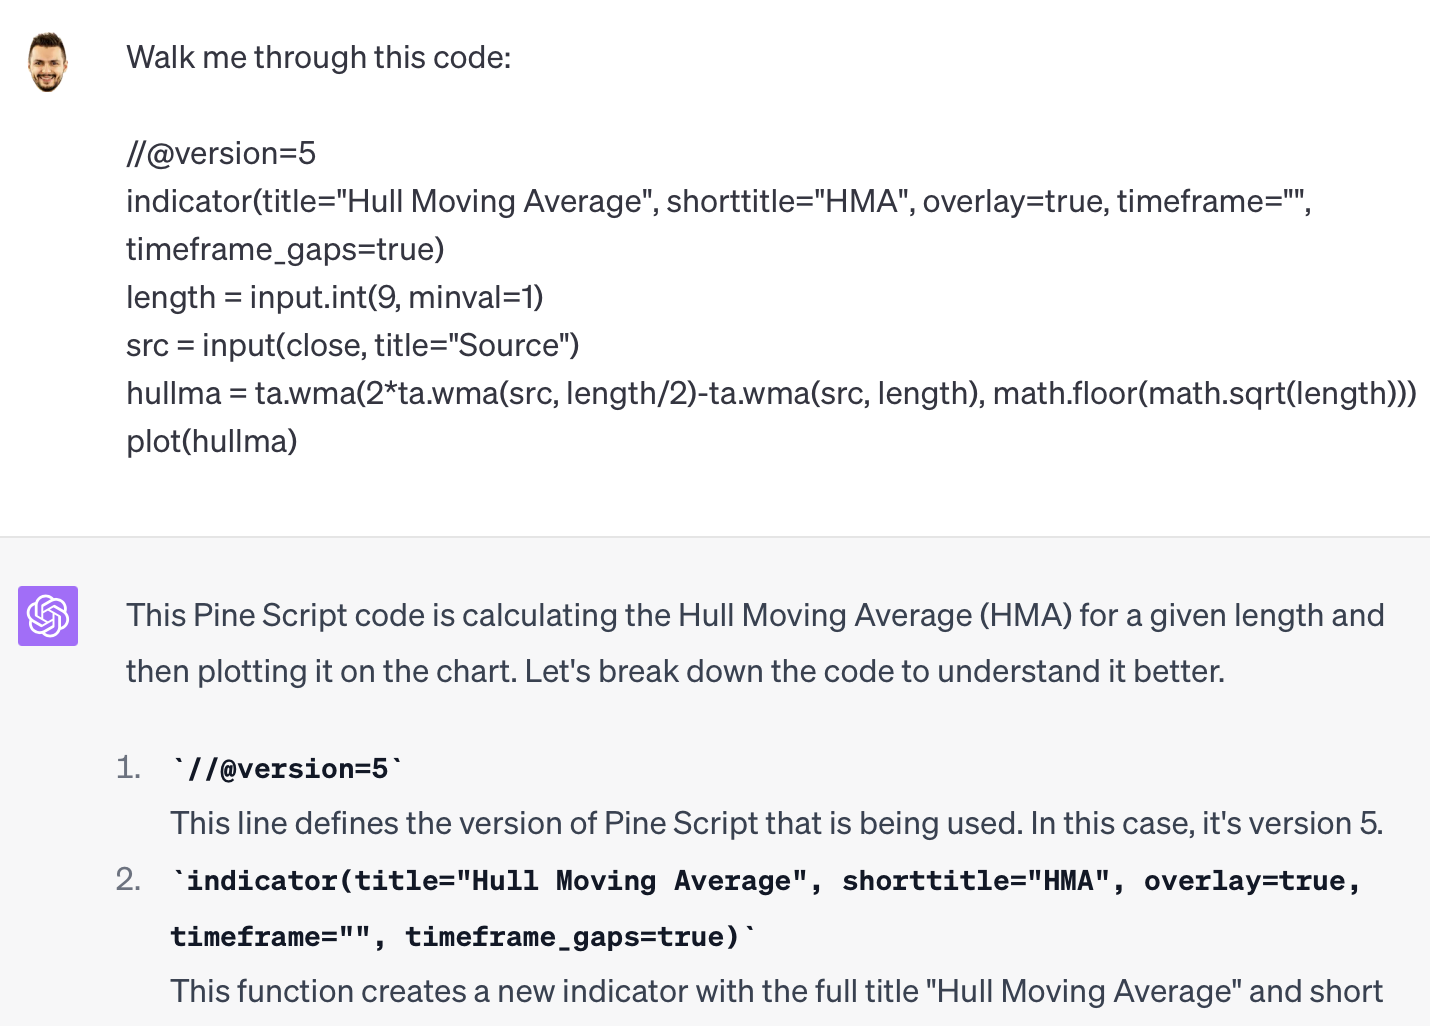 Walk me through this code:
//@version=5
indicator(title="Hull Moving Average", shorttitle="HMA", overlay=true, timeframe="",
timeframe_gaps=true)
length = input.int(9, minval=1)
src = input(close, title="Source")
hullma = ta.wma(2*ta.wma(src, length/2)-ta.wma(src, length), math.floor(math.sqrt(length)))
plot(hullma)
This Pine Script code is calculating the Hull Moving Average (HMA) for a given length and
then plotting it on the chart. Let's break down the code to understand it better.
1. `//@version=5`
This line defines the version of Pine Script that is being used. In this case, it's version 5.
2. `indicator(title="Hull Moving Average", shorttitle="HMA", overlay=true,
timeframe="", timeframe_gaps=true)`
This function creates a new indicator with the full title "Hull Moving Average" and short